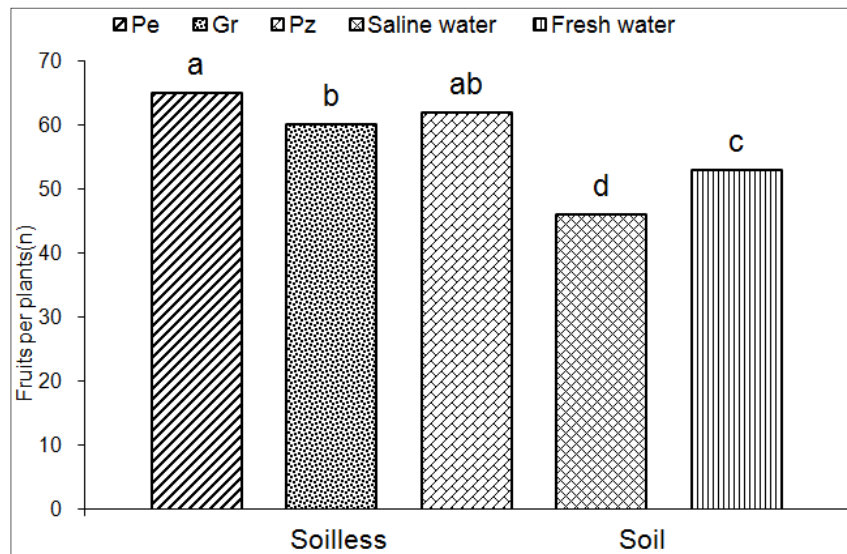 Pe Gr Pz Saline water Fresh water
70
60
50
40
30
20
10
0
Fruits per plants(n)
a
b
ab
d
c
Soilless Soil